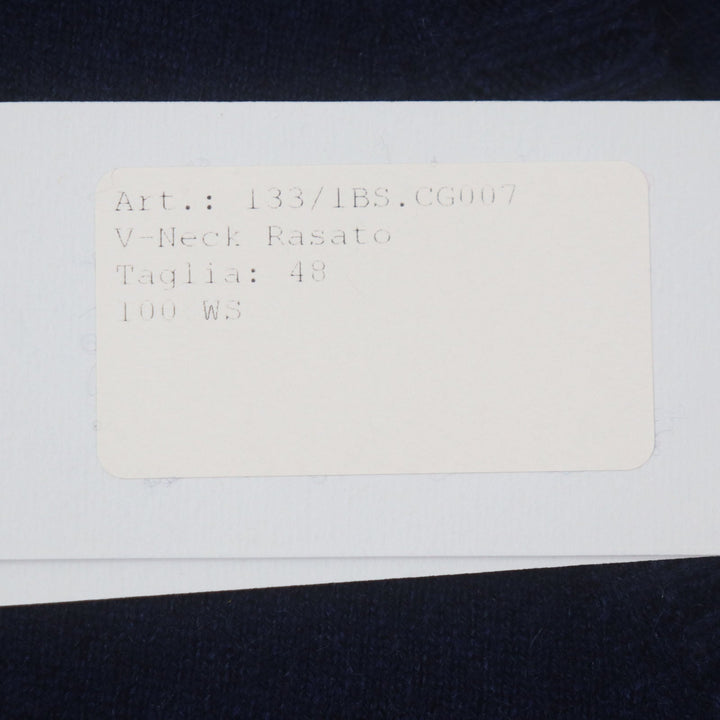 Art.: 133/1BS.CG007
V-Neck Rasato
Taglia: 48
100 WS